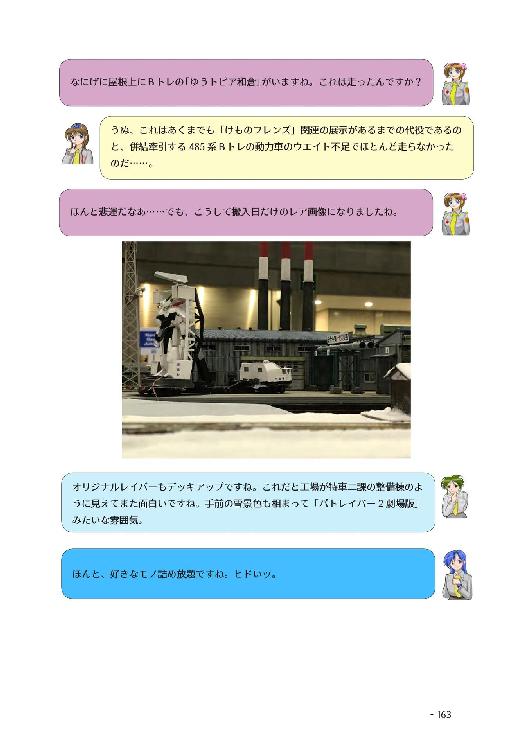 なにげに屋根上にBトレの「ゆうトピア和倉」がいますね。これは走ったんですか？
うぬ、これはあくまでも「けものフレンズ」関連の展示があるまでの代役であるの
と、併結牽引する485系Bトレの動力車のウエイト不足でほとんど走らなかった
のだ……。
ほんと悲運だなあ……でも、こうして搬入日だけのレア画像になりましたね。
オリジナルレイバーもデッキアップですね。これだと工場が特車二課の整備棟のよ
うに見えてまた面白いですね。手前の雪景色も相まって「パトレイバー2劇場版」
みたいな雰囲気。
ほんと、好きなモノ詰め放題ですね。ヒドいッ。
- 163